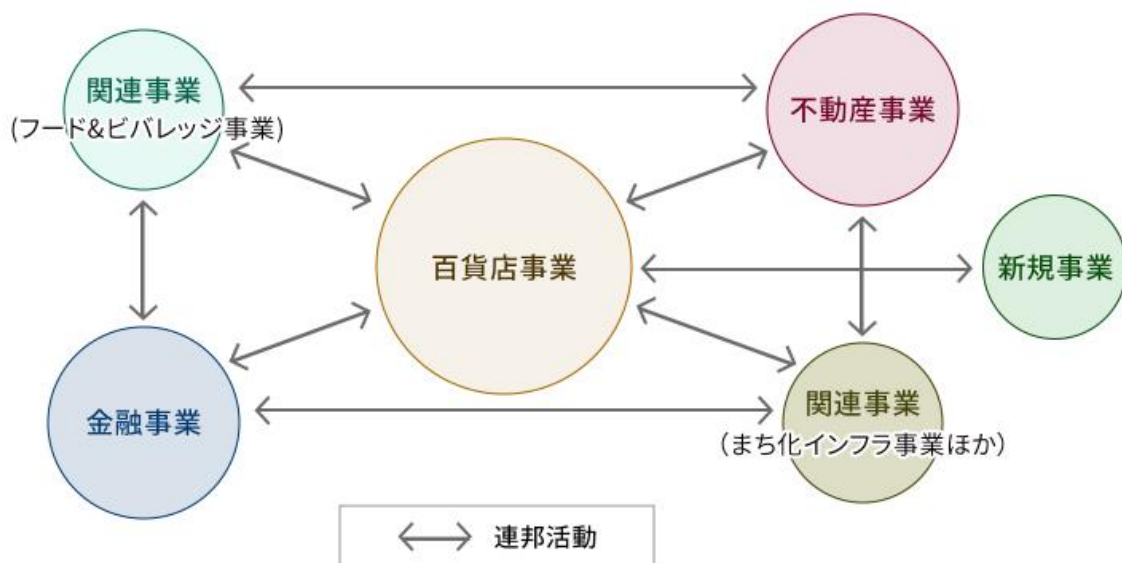 関連事業
(フード&ビバレッジ事業)
不動産事業
百貨店事業
新規事業
金融事業
関連事業
(まち化インフラ事業ほか)
連邦活動